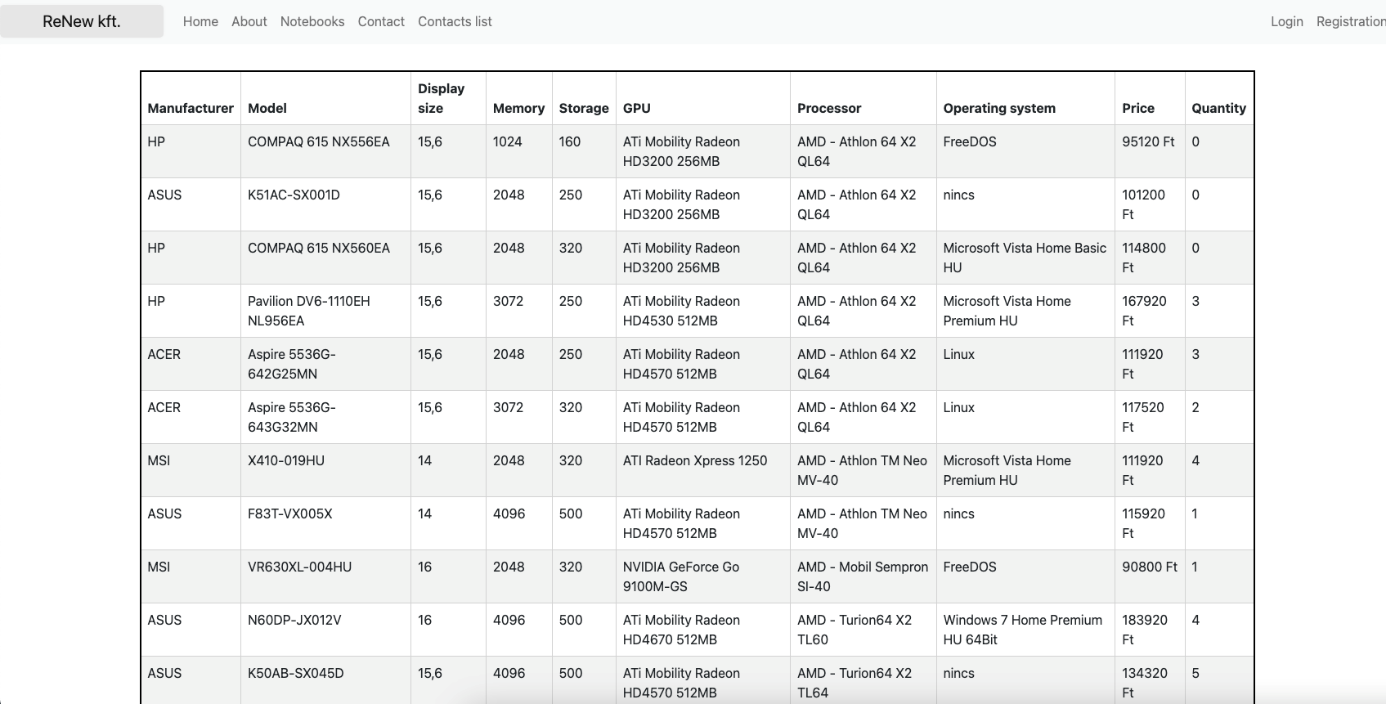 ReNew kft. Home About Notebooks Contact Contacts list Login Registration
Manufacturer Model Display size Memory Storage GPU Processor Operating system Price Quantity
HP COMPAQ 615 NX556EA 15,6 1024 160 ATi Mobility Radeon HD3200 256MB AMD - Athlon 64 X2 QL64 FreeDOS 95120 Ft 0
ASUS K51AC-SX001D 15,6 2048 250 ATi Mobility Radeon HD3200 256MB AMD - Athlon 64 X2 QL64 nincs 101200 Ft 0
HP COMPAQ 615 NX560EA 15,6 2048 320 ATi Mobility Radeon HD3200 256MB AMD - Athlon 64 X2 QL64 Microsoft Vista Home Basic HU 114800 Ft 0
HP Pavilion DV6-1110EH NL956EA 15,6 3072 250 ATi Mobility Radeon HD4530 512MB AMD - Athlon 64 X2 QL64 Microsoft Vista Home Premium HU 167920 Ft 3
ACER Aspire 5536G-642G25MN 15,6 2048 250 ATi Mobility Radeon HD4570 512MB AMD - Athlon 64 X2 QL64 Linux 111920 Ft 3
ACER Aspire 5536G-643G32MN 15,6 3072 320 ATi Mobility Radeon HD4570 512MB AMD - Athlon 64 X2 QL64 Linux 117520 Ft 2
MSI X410-019HU 14 2048 320 ATI Radeon Xpress 1250 AMD - Athlon TM Neo MV-40 Microsoft Vista Home Premium HU 111920 Ft 4
ASUS F83T-VX005X 14 4096 500 ATi Mobility Radeon HD4570 512MB AMD - Athlon TM Neo MV-40 nincs 115920 Ft 1
MSI VR630XL-004HU 16 2048 320 NVIDIA GeForce Go 9100M-GS AMD - Mobil Sempron SI-40 FreeDOS 90800 Ft 1
ASUS N60DP-JX012V 16 4096 500 ATi Mobility Radeon HD4670 512MB AMD - Turion64 X2 TL60 Windows 7 Home Premium HU 64Bit 183920 Ft 4
ASUS K50AB-SX045D 15,6 4096 500 ATi Mobility Radeon HD4570 512MB AMD - Turion64 X2 TL64 nincs 134320 Ft 5